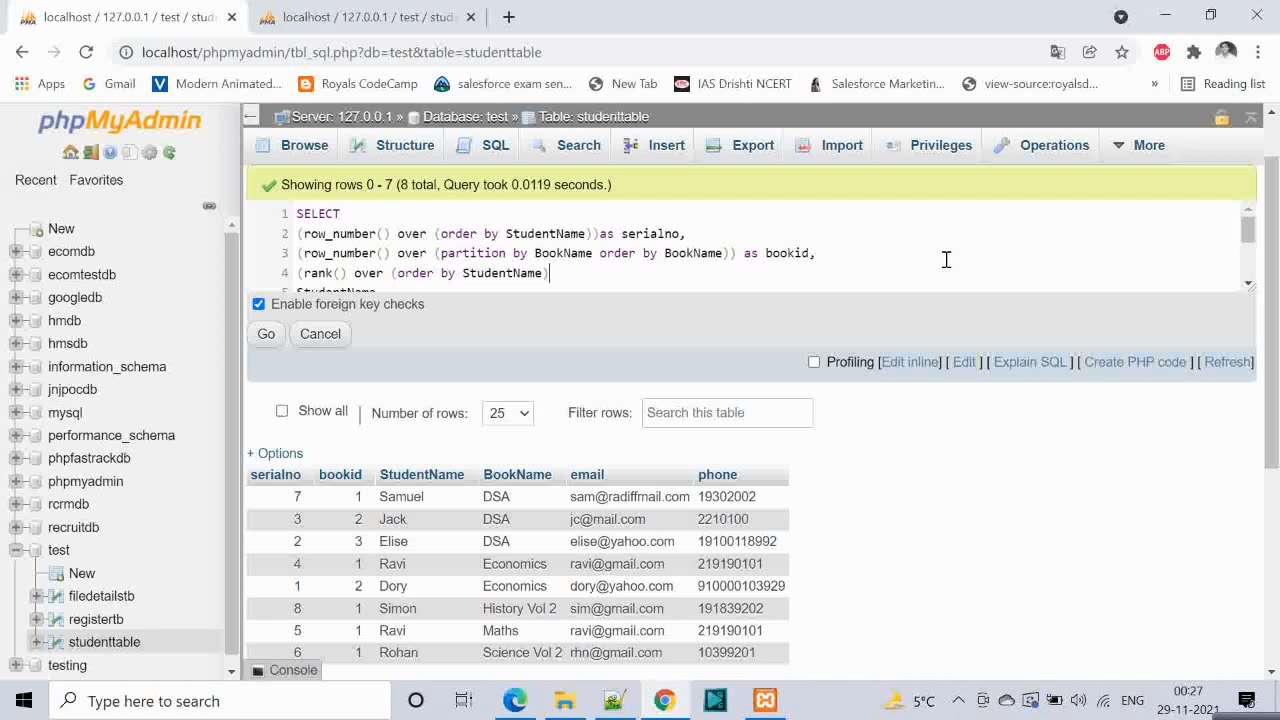 localhost / 127.0.0.1 / test / stud
localhost / 127.0.0.1 / test / stud
localhost/phpmyadmin/tbl_sql.php?db=test&table=studenttable
ABP
Apps Gmail Modern Animated... Royals CodeCamp salesforce exam sen... New Tab IAS Drishti NCERT Salesforce Marketin... view-source:royalsd... » Reading list
phpMyAdmin
Recent Favorites
New
ecomdb
ecomtestdb
googledb
hmdb
hmsdb
information_schema
jnjpocdb
mysql
performance_schema
phpfastrackdb
phpmyadmin
rcrmdb
recruitdb
test
New
filedetailstb
registertb
studenttable
testing
Server: 127.0.0.1 » Database: test » Table: studenttable
Browse Structure SQL Search Insert Export Import Privileges Operations More
Showing rows 0 - 7 (8 total, Query took 0.0119 seconds.)
1 SELECT
2 (row_number() over (order by StudentName))as serialno,
3 (row_number() over (partition by BookName order by BookName)) as bookid,
4 (rank() over (order by StudentName)
5 StudentName
Enable foreign key checks
Go Cancel
Profiling [Edit inline] [ Edit ] [ Explain SQL ] [ Create PHP code ] [ Refresh]
Show all Number of rows: 25 Filter rows: Search this table
+ Options
serialno bookid StudentName BookName email phone
7 1 Samuel DSA sam@radiffmail.com 19302002
3 2 Jack DSA jc@mail.com 2210100
2 3 Elise DSA elise@yahoo.com 19100118992
4 1 Ravi Economics ravi@gmail.com 219190101
1 2 Dory Economics dory@yahoo.com 910000103929
8 1 Simon History Vol 2 sim@gmail.com 191839202
5 1 Ravi Maths ravi@gmail.com 219190101
6 1 Rohan Science Vol 2 rhn@gmail.com 10399201
Console
Type here to search
5°C ENG
00:27
29-11-2021